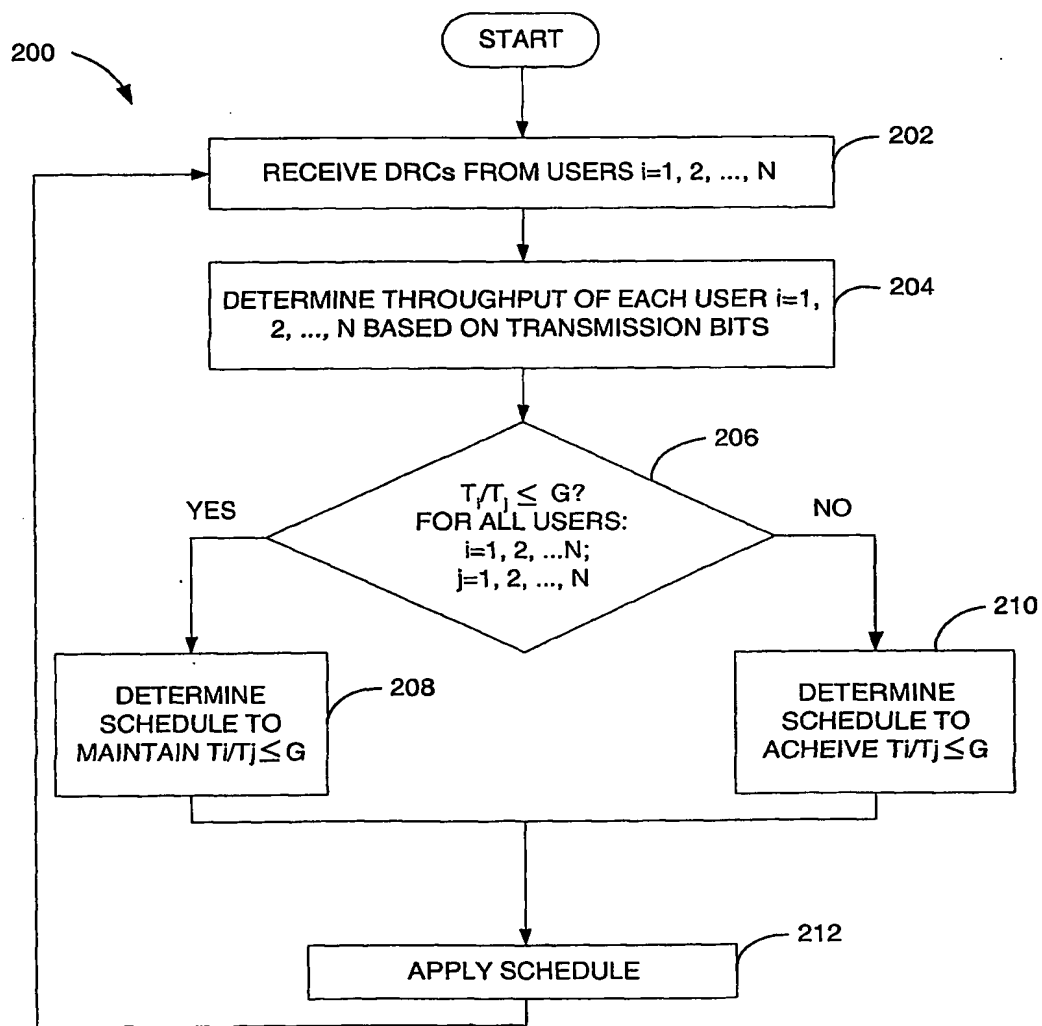 200
START
202
RECEIVE DRCs FROM USERS i=1, 2, ..., N
204
DETERMINE THROUGHPUT OF EACH USER i=1,
2, ..., N BASED ON TRANSMISSION BITS
206
Ti/Tj ≤ G?
FOR ALL USERS:
i=1, 2, ...N;
j=1, 2, ..., N
YES
NO
208
DETERMINE
SCHEDULE TO
MAINTAIN Ti/Tj ≤ G
210
DETERMINE
SCHEDULE TO
ACHEIVE Ti/Tj ≤ G
212
APPLY SCHEDULE